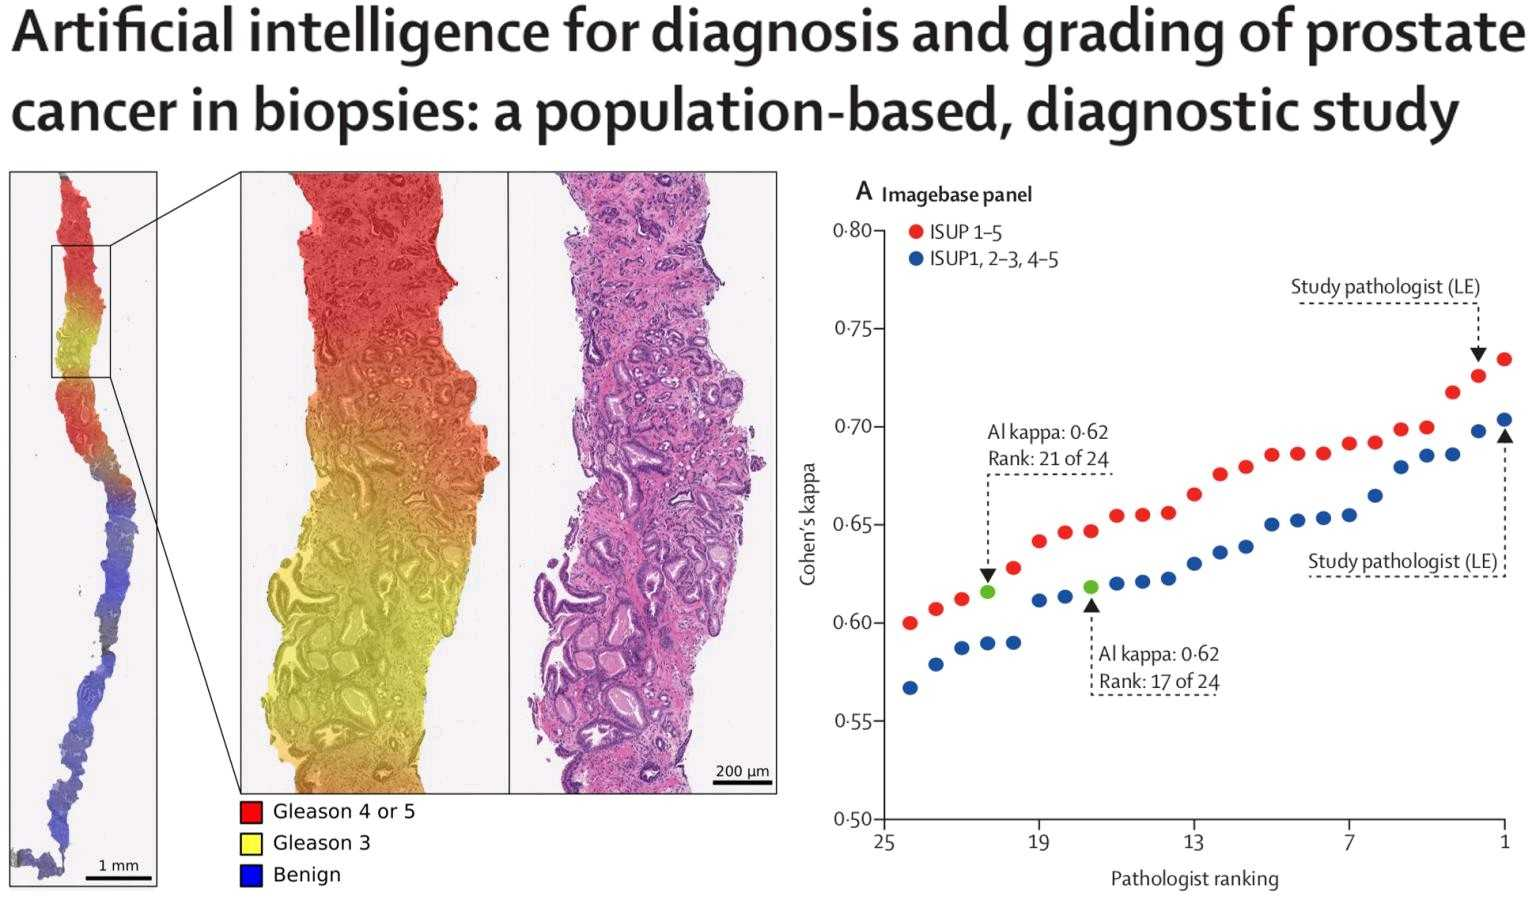 Artificial intelligence for diagnosis and grading of prostate
cancer in biopsies: a population-based, diagnostic study
1 mm
200 µm
Gleason 4 or 5
Gleason 3
Benign
A Imagebase panel
ISUP 1–5
ISUP1, 2–3, 4–5
0·80
0·75
0·70
0·65
0·60
0·55
0·50
Cohen's kappa
Study pathologist (LE)
AI kappa: 0·62
Rank: 21 of 24
Study pathologist (LE)
AI kappa: 0·62
Rank: 17 of 24
25
19
13
7
1
Pathologist ranking